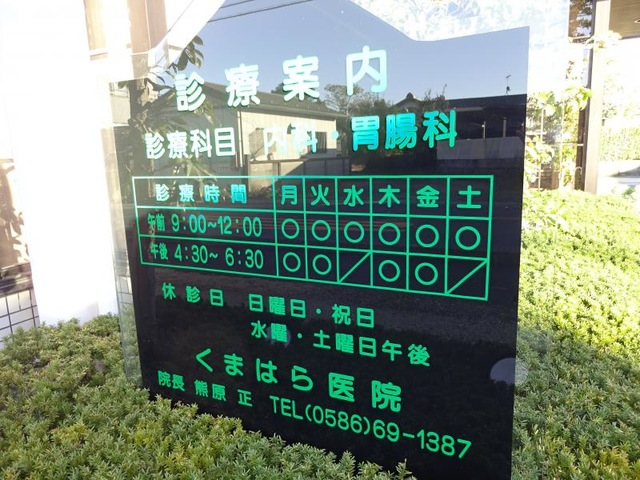 診療案内
診療科目 内科・胃腸科
診療時間 月 火 水 木 金 土
午前 9:00~12:00 ○ ○ ○ ○ ○ ○
午後 4:30~ 6:30 ○ ○ / ○ ○ /
休診日 日曜日・祝日
水曜・土曜日午後
くまはら医院
院長 熊原 正 TEL(0586)69-1387